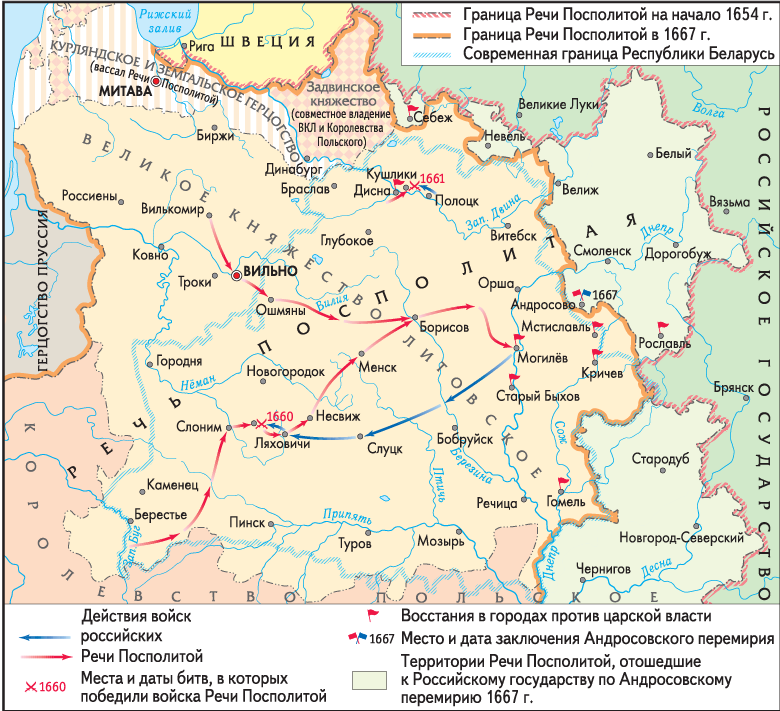 Граница Речи Посполитой на начало 1654 г.
Граница Речи Посполитой в 1667 г.
Современная граница Республики Беларусь
Рижский
залив
Рига
ШВЕЦИЯ
КУРЛЯНДСКОЕ И ЗЕМГАЛЬСКОЕ ГЕРЦОГСТВО
(вассал Речи Посполитой)
МИТАВА
Задвинское
княжество
(совместное владение
ВКЛ и Королевства
Польского)
Себеж
Великие Луки
Волга
Невель
Белый
Биржи
ВЕЛИКОЕ КНЯЖЕСТВО ЛИТОВСКОЕ
Динабург
Браслав
Кушлики
1661
Дисна
Полоцк
Велиж
Вязьма
Россиены
Вилькомир
Зап. Двина
Витебск
Днепр
Смоленск
Дорогобуж
Глубокое
Ковно
ВИЛЬНО
Троки
Ошмяны
Вилия
РЕЧЬ ПОСПОЛИТАЯ
Орша
Андросово
1667
Борисов
Мстиславль
Рославль
Могилёв
Кричев
ГЕРЦОГСТВО ПРУССИЯ
Городня
Нёман
Новогородок
Менск
Старый Быхов
Брянск
РОССИЙСКОЕ ГОСУДАРСТВО
Слоним
1660
Несвиж
Ляховичи
Слуцк
Бобруйск
Березина
Сож
Птичь
Стародуб
Каменец
Берестье
Зап. Буг
Пинск
Припять
Туров
Мозырь
Речица
Гомель
Днепр
Новгород-Северский
Чернигов
Десна
КОРОЛЕВСТВО ПОЛЬСКОЕ
Действия войск
российских
Речи Посполитой
1660
Места и даты битв, в которых
победили войска Речи Посполитой
Восстания в городах против царской власти
1667
Место и дата заключения Андросовского перемирия
Территории Речи Посполитой, отошедшие
к Российскому государству по Андросовскому
перемирию 1667 г.